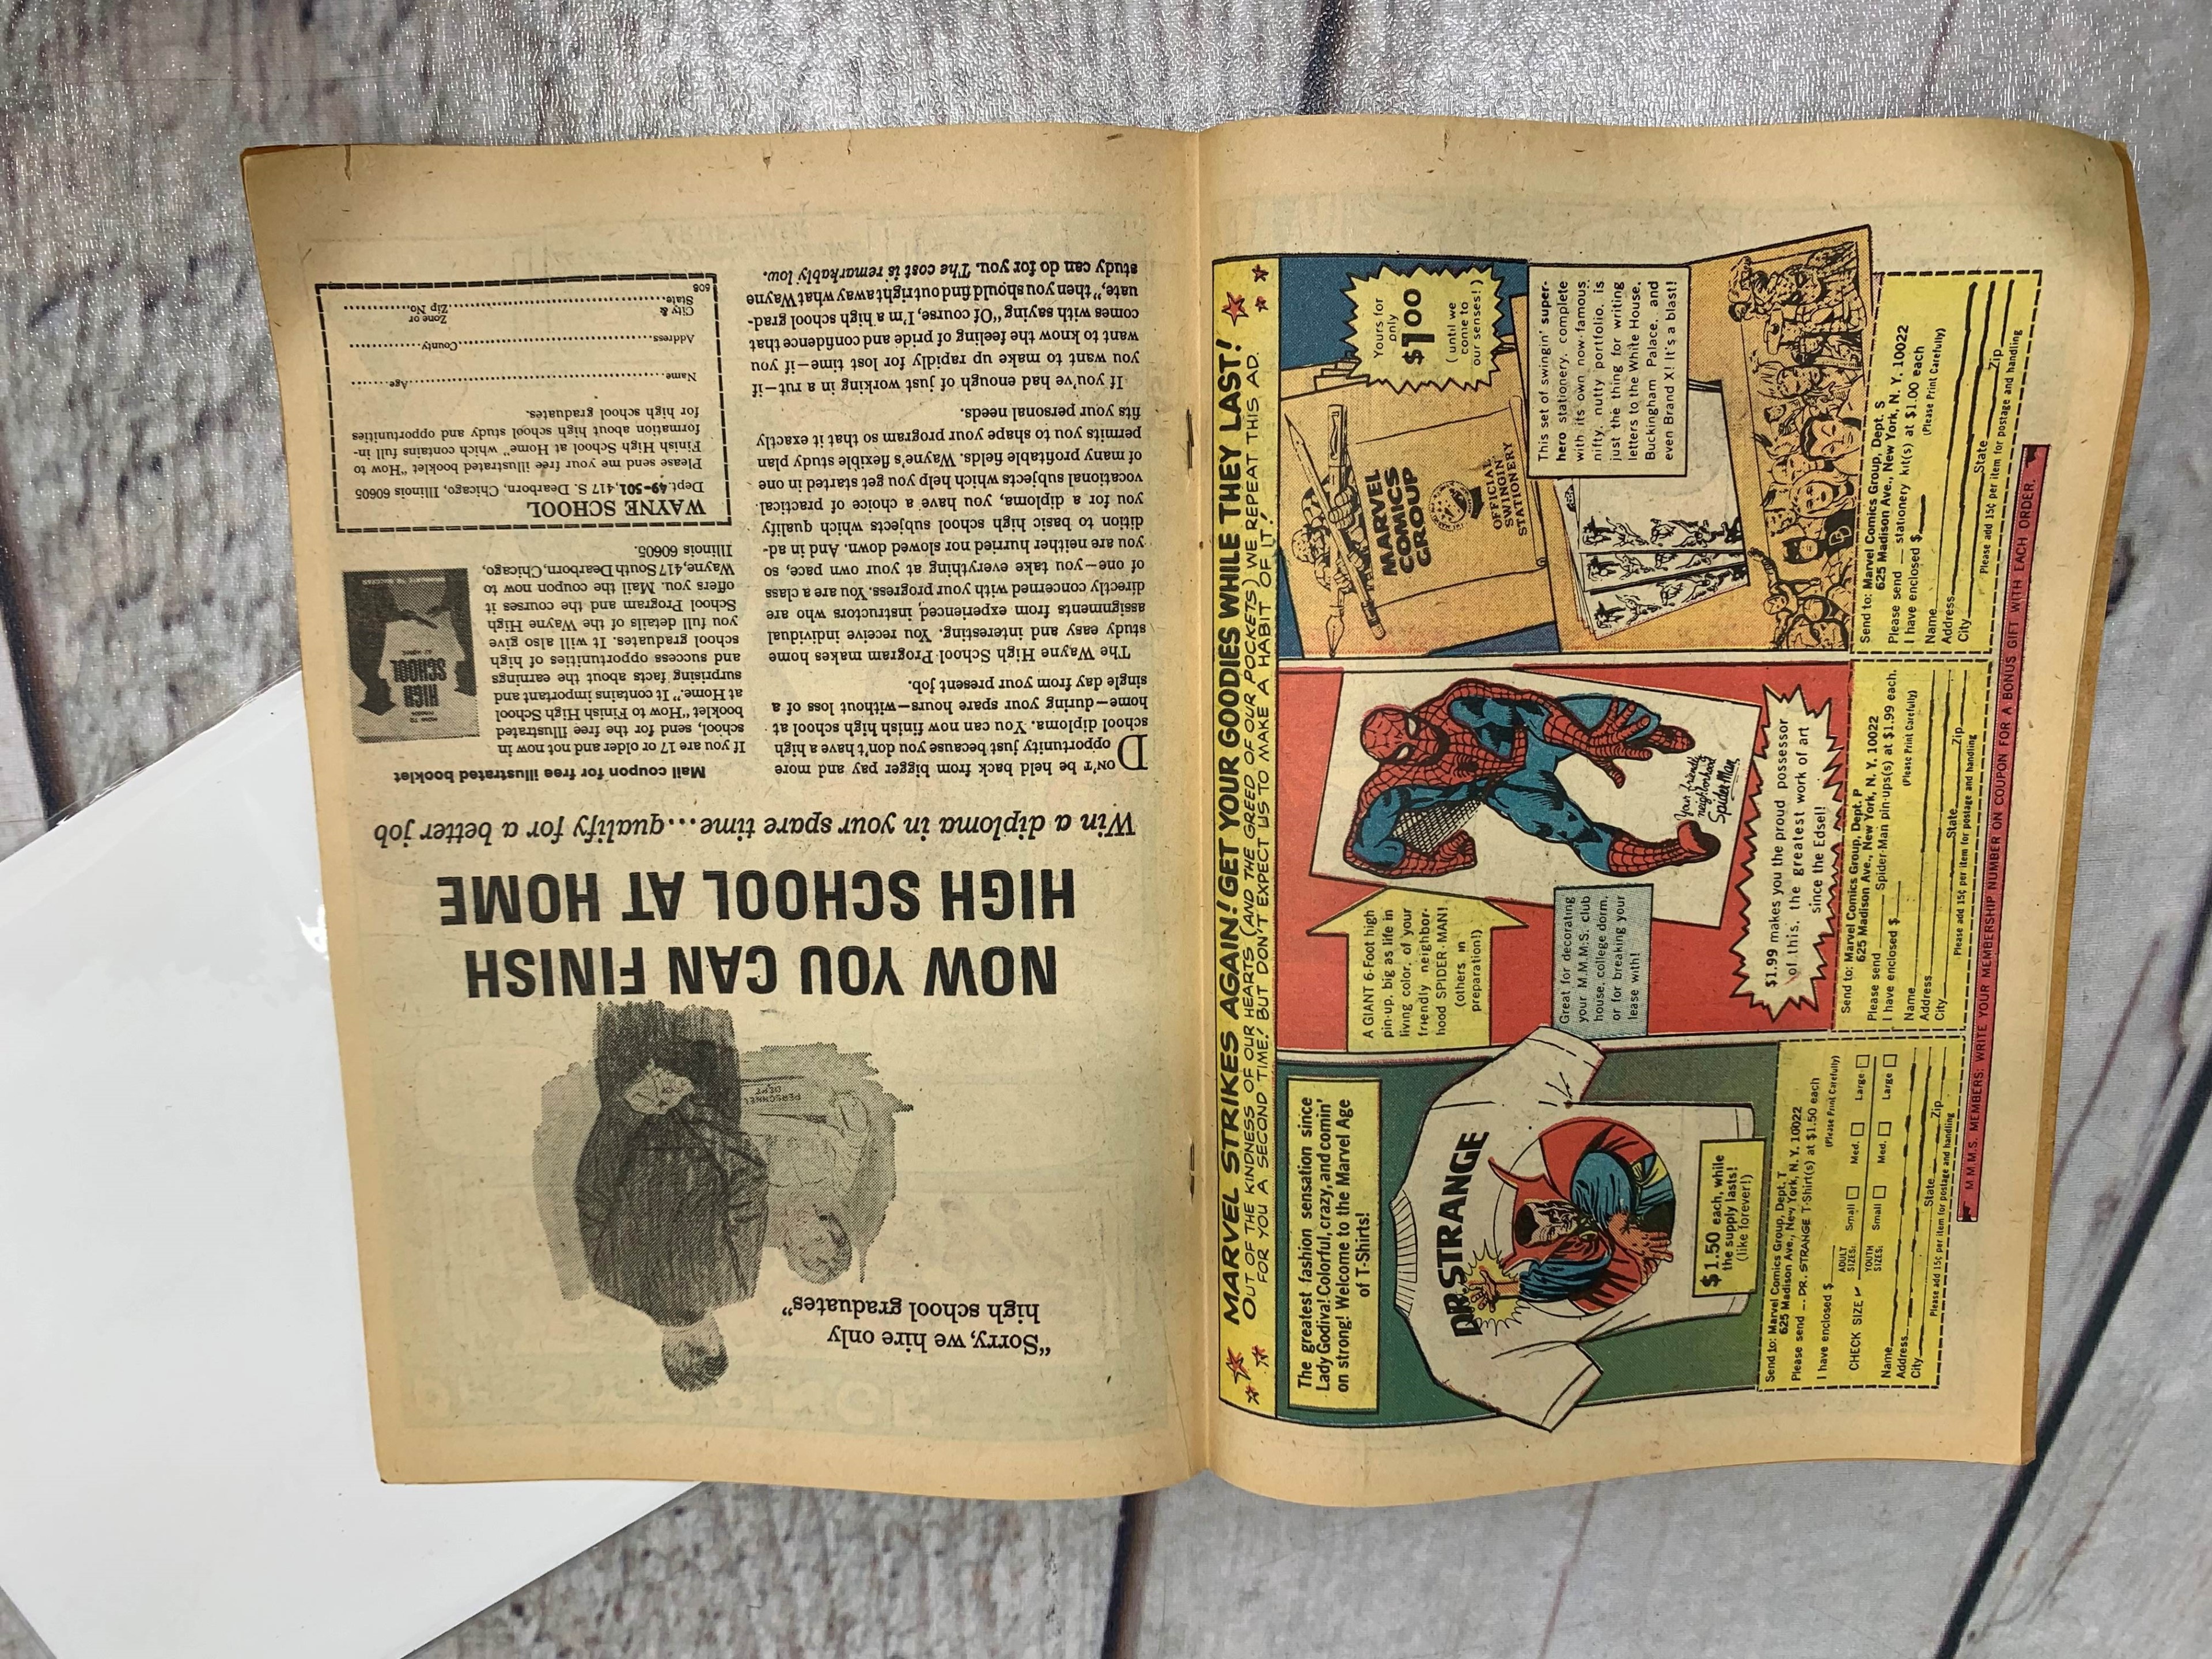 "Sorry, we hire only
high school graduates"
PERSONNEL
DEPT.
NOW YOU CAN FINISH
HIGH SCHOOL AT HOME
Win a diploma in your spare time...qualify for a better job
DON'T be held back from bigger pay and more
opportunity just because you don't have a high
school diploma. You can now finish high school at
home—during your spare hours—without loss of a
single day from your present job.
The Wayne High School Program makes home
study easy and interesting. You receive individual
assignments from experienced instructors who are
directly concerned with your progress. You are a class
of one—you take everything at your own pace, so
you are neither hurried nor slowed down. And in ad-
dition to basic high school subjects which qualify
you for a diploma, you have a choice of practical
vocational subjects which help you get started in one
of many profitable fields. Wayne's flexible study plan
permits you to shape your program so that it exactly
fits your personal needs.
If you've had enough of just working in a rut—if
you want to make up rapidly for lost time—if you
want to know the feeling of pride and confidence that
comes with saying "Of course, I'm a high school grad-
uate," then you should find out right away what Wayne
study can do for you. The cost is remarkably low.
Mail coupon for free illustrated booklet
If you are 17 or older and not now in
school, send for the free illustrated
booklet "How to Finish High School
at Home." It contains important and
surprising facts about the earnings
and success opportunities of high
school graduates. It will also give
you full details of the Wayne High
School Program and the courses it
offers you. Mail the coupon now to
Wayne, 417 South Dearborn, Chicago,
Illinois 60605.
HOW TO
FINISH
HIGH
SCHOOL
AT HOME
WAYNE SCHOOL
Dept. 49-501, 417 S. Dearborn, Chicago, Illinois 60605
Please send me your free illustrated booklet "How to
Finish High School at Home" which contains full in-
formation about high school study and opportunities
for high school graduates.
Name Age
Address County
City & State Zone or Zip No.
508
MARVEL STRIKES AGAIN! GET YOUR GOODIES WHILE THEY LAST!
OUT OF THE KINDNESS OF OUR HEARTS (AND THE GREED OF OUR POCKETS) WE REPEAT THIS AD
FOR YOU A SECOND TIME! BUT DON'T EXPECT US TO MAKE A HABIT OF IT!
The greatest fashion sensation since
Lady Godiva! Colorful, crazy, and comin'
on strong! Welcome to the Marvel Age
of T-Shirts!
DR. STRANGE
$1.50 each, while
the supply lasts!
(like forever!)
Send to: Marvel Comics Group, Dept. T
625 Madison Ave., New York, N. Y. 10022
Please send DR. STRANGE T-Shirt(s) at $1.50 each
I have enclosed $ (Please Print Carefully)
CHECK SIZE ✓ ADULT SIZES: Small Med. Large
YOUTH SIZES: Small Med. Large
Name
Address
City State Zip
Please add 15¢ per item for postage and handling
A GIANT 6-Foot high
pin-up, big as life in
living color, of your
friendly neighbor-
hood SPIDER-MAN!
(others in
preparation!)
Great for decorating
your M.M.M.S. club
house, college dorm,
or for breaking your
lease with!
Your friendly
neighborhood
Spider Man
$1.99 makes you the proud possessor
of this, the greatest work of art
since the Edsel!
Send to: Marvel Comics Group, Dept. P
625 Madison Ave., New York, N. Y. 10022
Please send Spider-Man pin-ups(s) at $1.99 each.
I have enclosed $ (Please Print Carefully)
Name
Address
City State Zip
Please add 15¢ per item for postage and handling
Yours for
only
$1.00
(until we
come to
our senses!)
MARVEL
COMICS
GROUP
OFFICIAL
SWINGIN'
STATIONERY
This set of swingin' super-
hero stationery, complete
with its own now-famous
nifty, nutty portfolio, is
just the thing for writing
letters to the White House,
Buckingham Palace, and
even Brand X! It's a blast!
Send to: Marvel Comics Group, Dept. S
625 Madison Ave., New York, N. Y. 10022
Please send stationery kit(s) at $1.00 each
I have enclosed $ (Please Print Carefully)
Name
Address
City State Zip
Please add 15¢ per item for postage and handling
M.M.M.S. MEMBERS: WRITE YOUR MEMBERSHIP NUMBER ON COUPON FOR A BONUS GIFT WITH EACH ORDER.